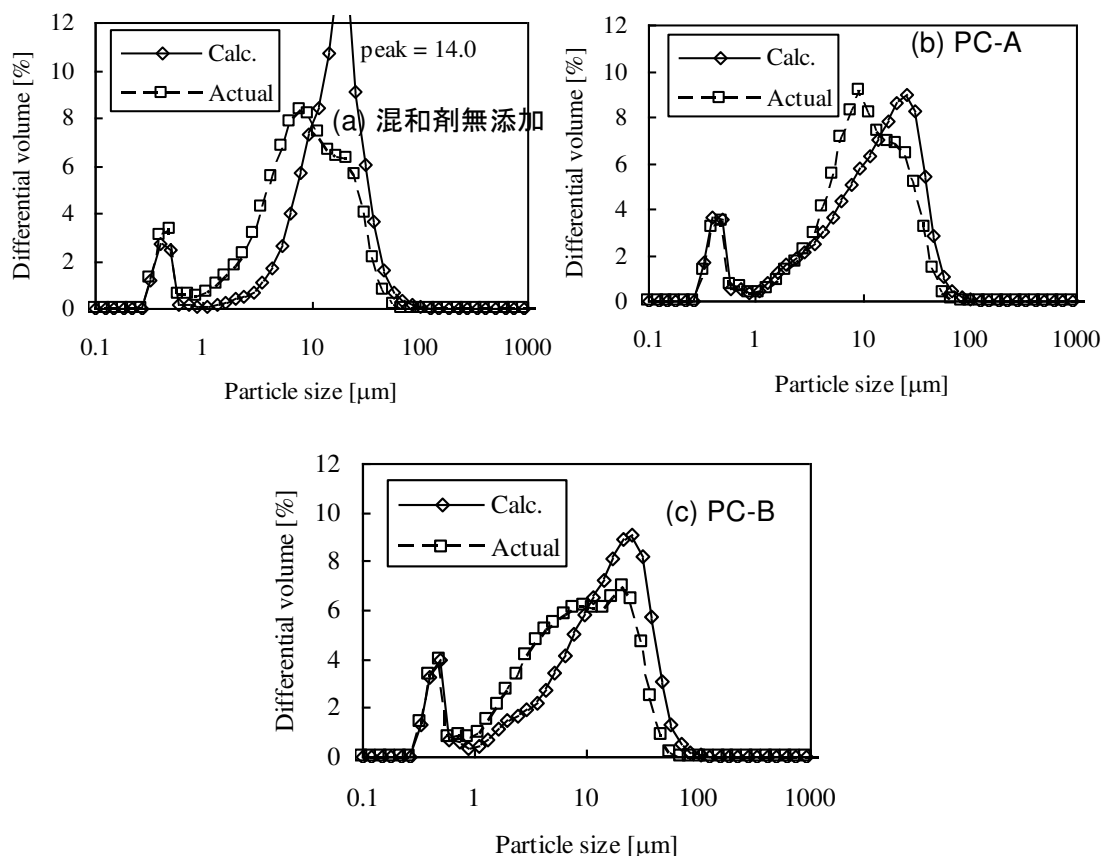 12
10
8
6
4
2
0
Differential volume [%]
Calc.
Actual
peak = 14.0
(a) 混和剤無添加
0.1 1 10 100 1000
Particle size [μm]
12
10
8
6
4
2
0
Differential volume [%]
Calc.
Actual
(b) PC-A
0.1 1 10 100 1000
Particle size [μm]
12
10
8
6
4
2
0
Differential volume [%]
Calc.
Actual
(c) PC-B
0.1 1 10 100 1000
Particle size [μm]